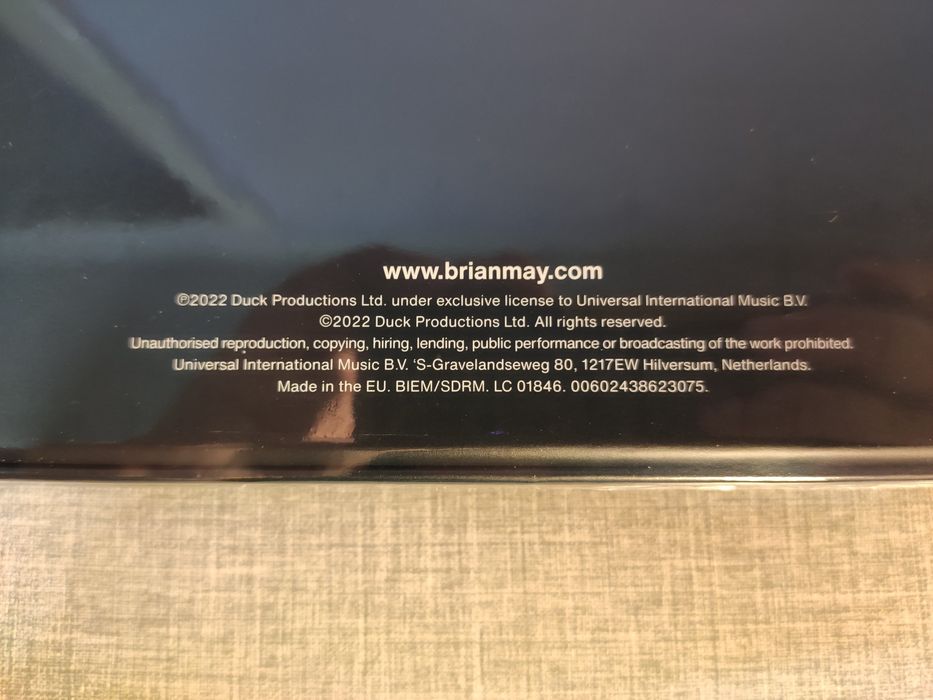 www.brianmay.com
℗2022 Duck Productions Ltd. under exclusive license to Universal International Music B.V.
©2022 Duck Productions Ltd. All rights reserved.
Unauthorised reproduction, copying, hiring, lending, public performance or broadcasting of the work prohibited.
Universal International Music B.V. ‘S-Gravelandseweg 80, 1217EW Hilversum, Netherlands.
Made in the EU. BIEM/SDRM. LC 01846. 00602438623075.